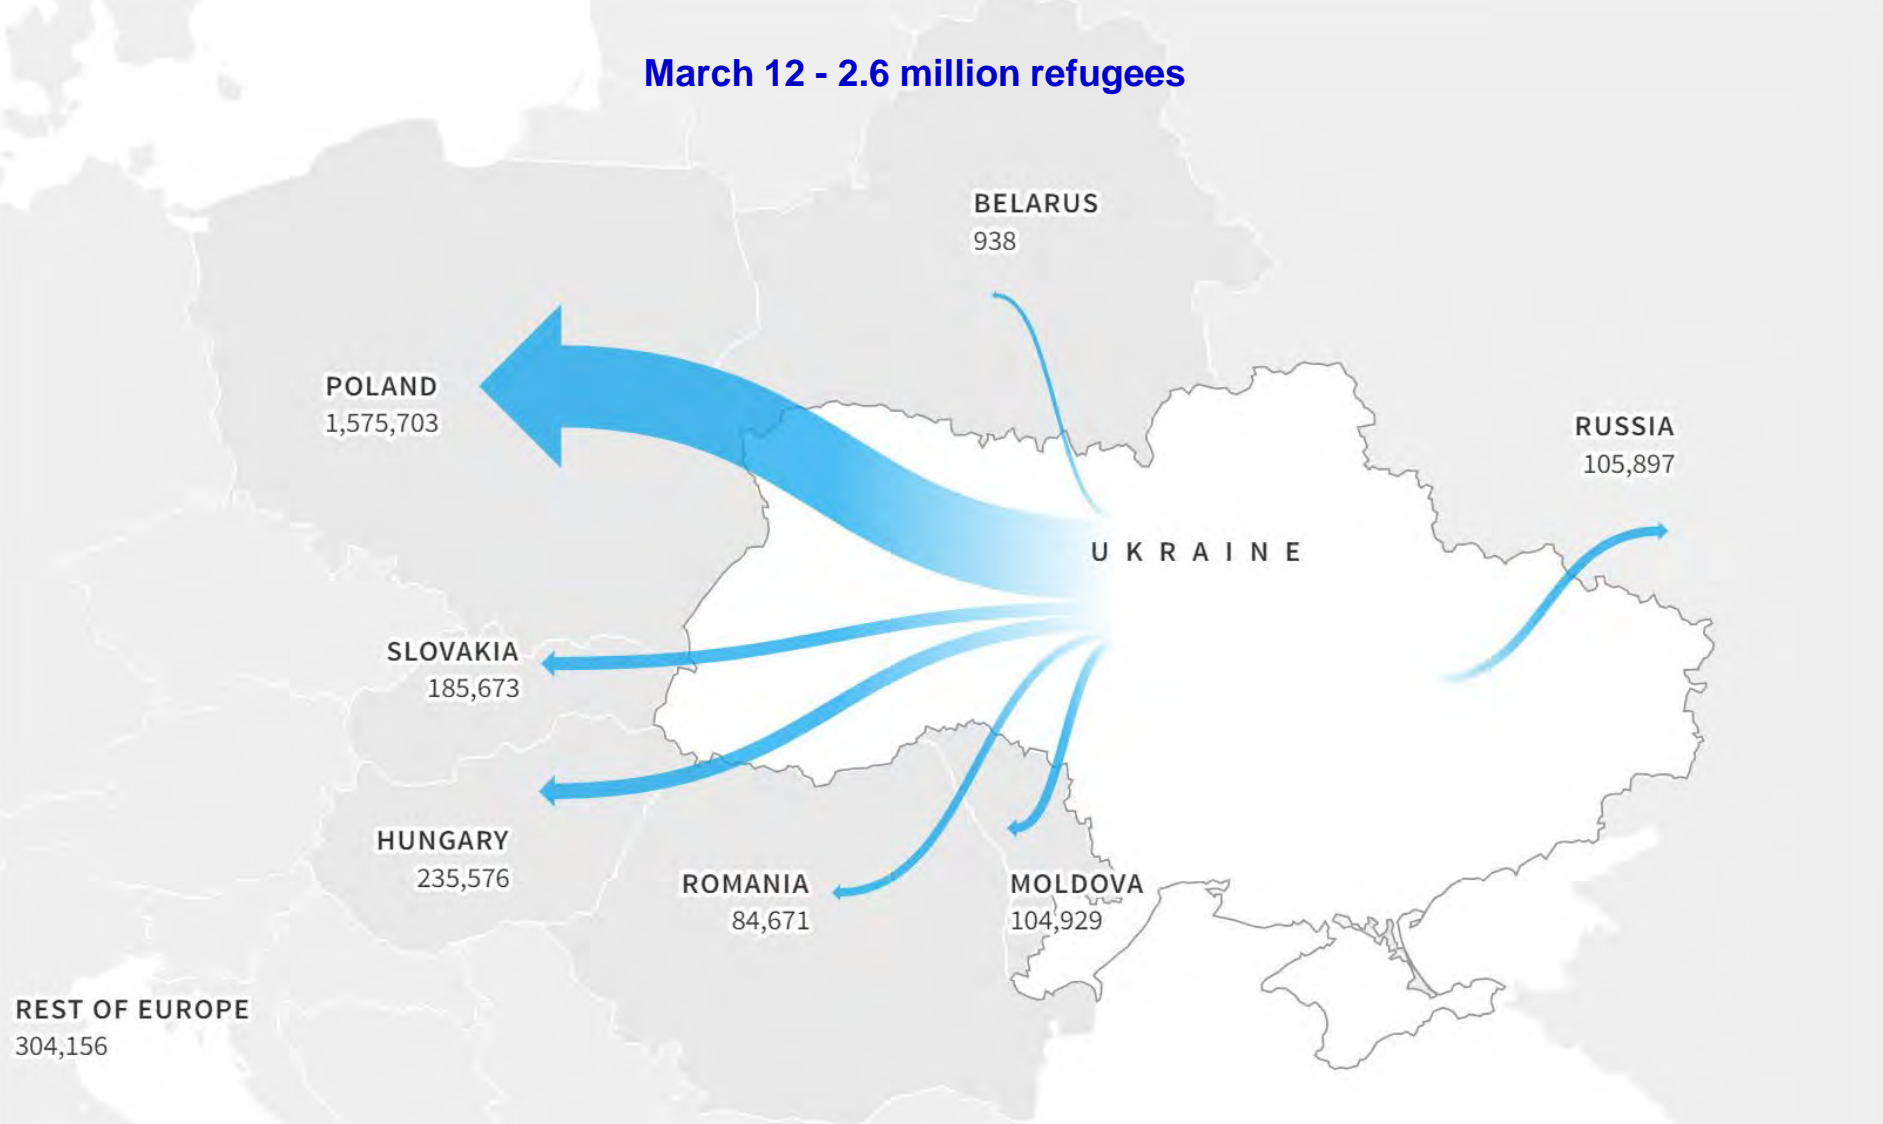 March 12 - 2.6 million refugees
BELARUS
938
POLAND
1,575,703
RUSSIA
105,897
UKRAINE
SLOVAKIA
185,673
HUNGARY
235,576
ROMANIA
84,671
MOLDOVA
104,929
REST OF EUROPE
304,156